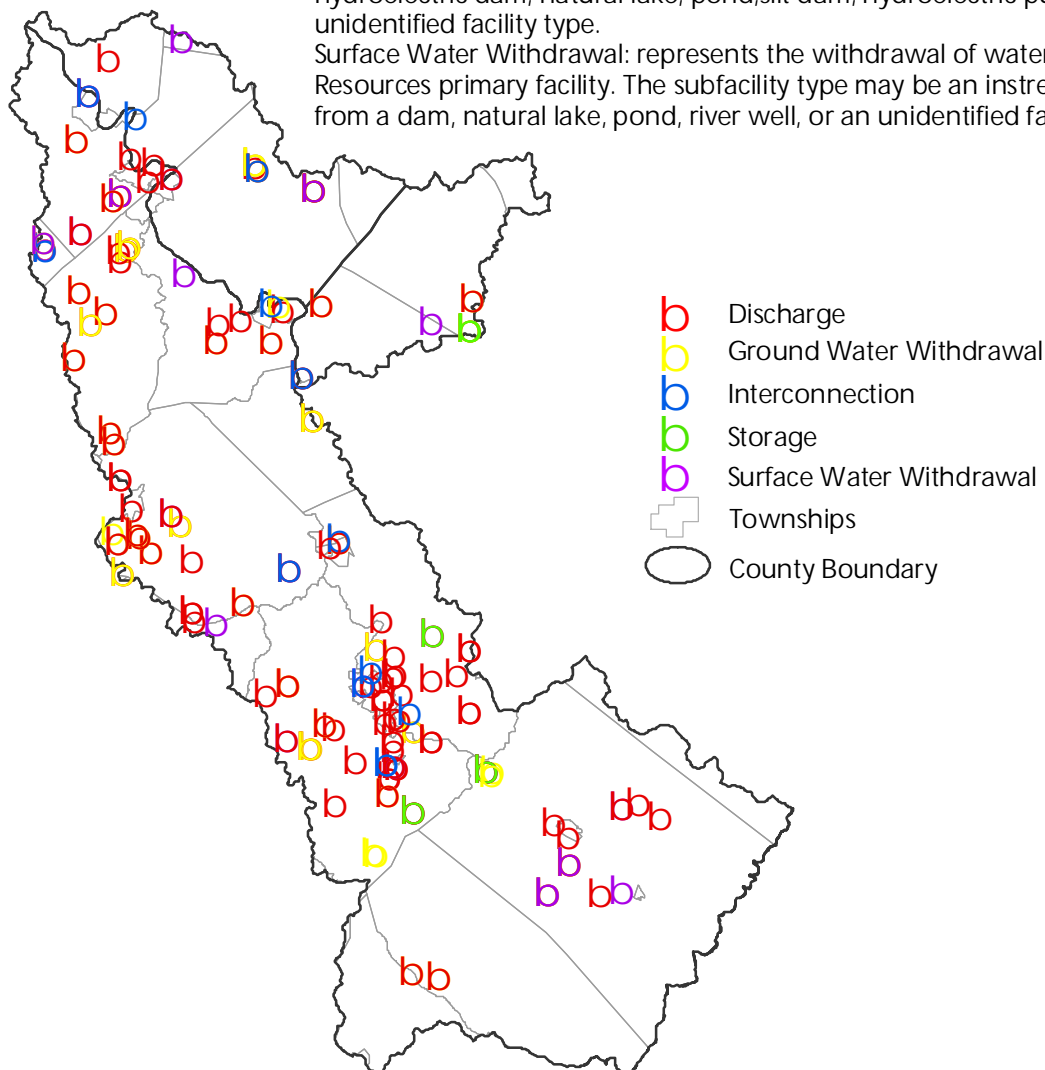 unidentified facility type.
Surface Water Withdrawal: represents the withdrawal of water
Resources primary facility. The subfacility type may be an
from a dam, natural lake, pond, river well, or an unidentified
b Discharge
b Ground Water Withdrawal
b Interconnection
b Storage
b Surface Water Withdrawal
Townships
County Boundary